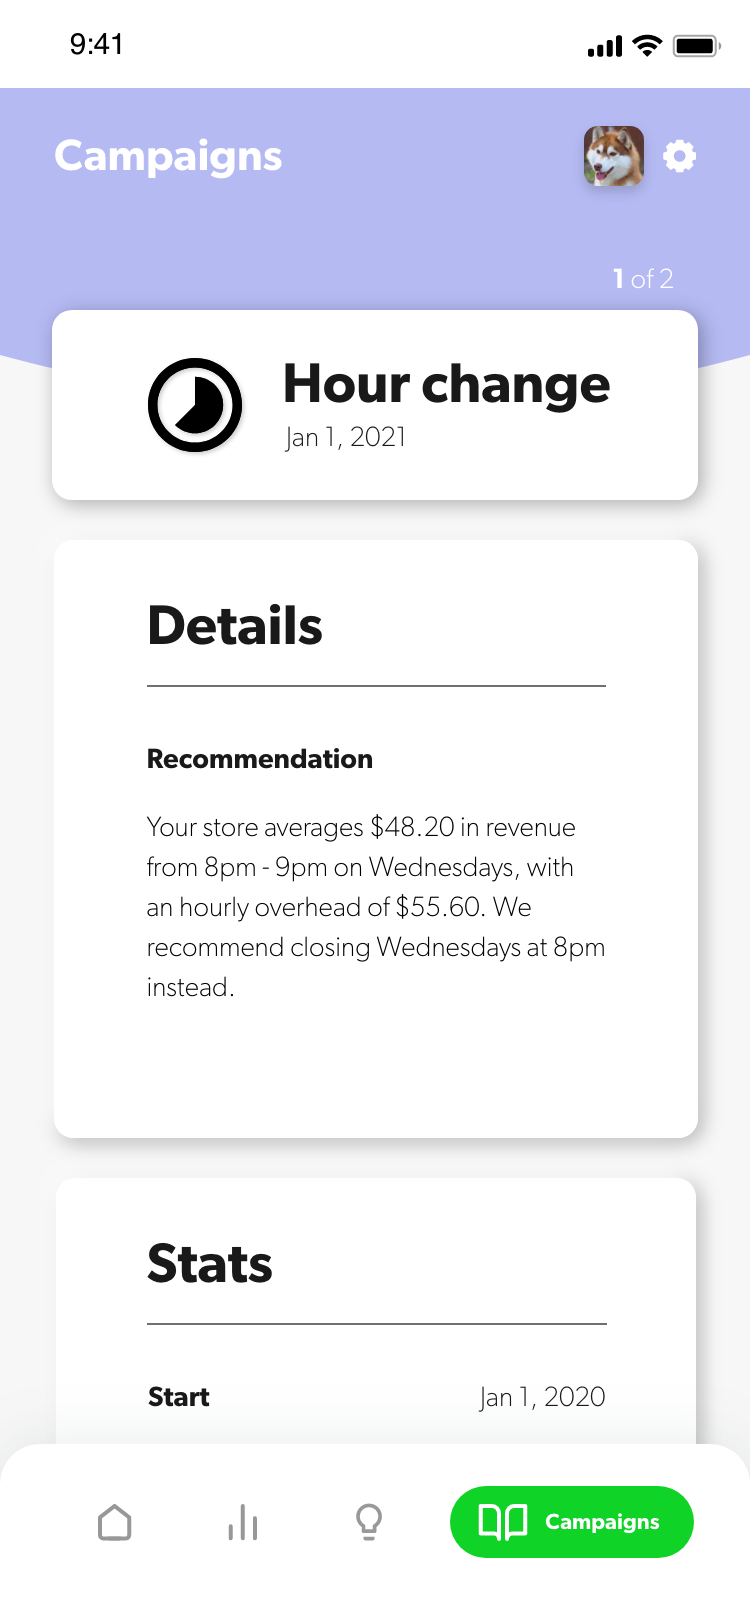 9:41
Campaigns
1 of 2
Hour change
Jan 1, 2021
Details
Recommendation
Your store averages $48.20 in revenue
from 8pm - 9pm on Wednesdays, with
an hourly overhead of $55.60. We
recommend closing Wednesdays at 8pm
instead.
Stats
Start Jan 1, 2020
Campaigns